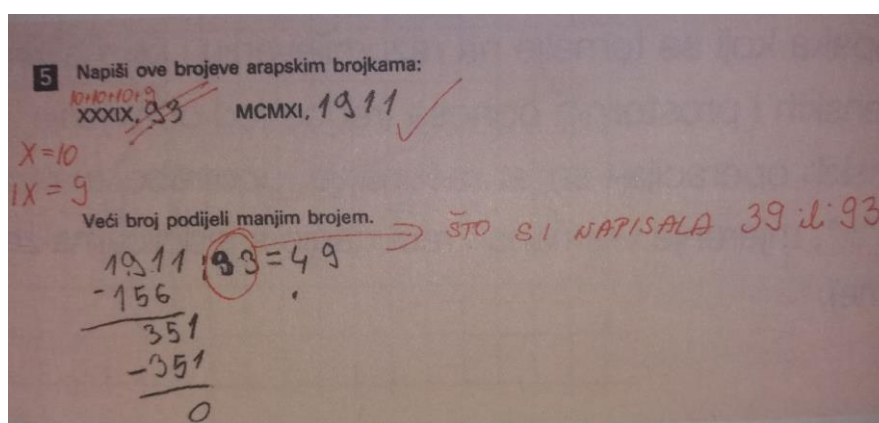 5 Napiši ove brojeve arapskim brojkama:
10+10+10+9
XXXIX, 93 MCMXI, 1911
X=10
IX=9
Veći broj podijeli manjim brojem.
ŠTO SI NAPISALA 39 ili 93
1911:93=49
-156
351
-351
0